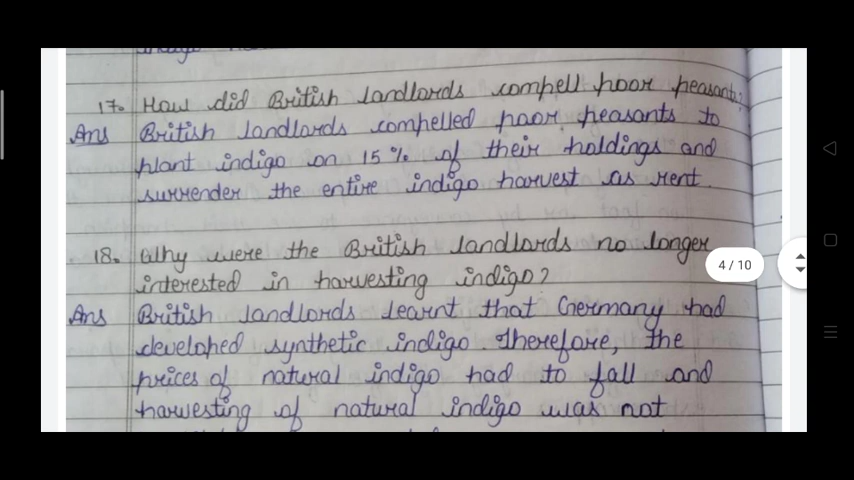 17. How did British landlords compell poor peasants?
Ans British landlords compelled poor peasants to
plant indigo on 15% of their holdings and
surrender the entire indigo harvest as rent.
18. Why were the British landlords no longer
interested in harvesting indigo?
4 / 10
Ans British landlords learnt that Germany had
developed synthetic indigo. Therefore, the
prices of natural indigo had to fall and
harvesting of natural indigo was not